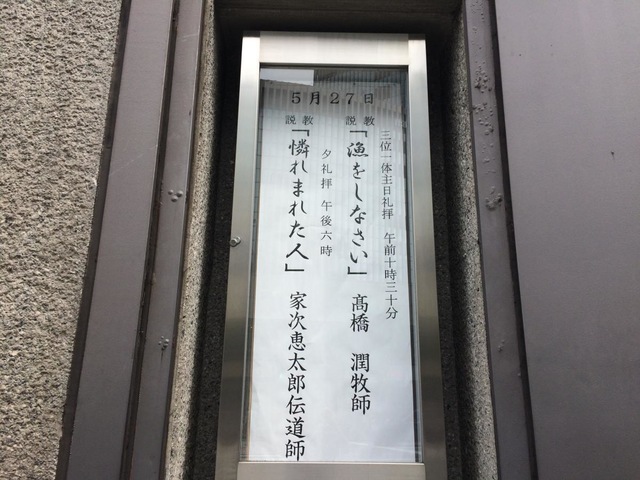 5月27日
三位一体主日礼拝 午前十時三十分
説教「漁をしなさい」 髙橋 潤牧師
夕礼拝 午後六時
説教「憐れまれた人」 家次恵太郎伝道師